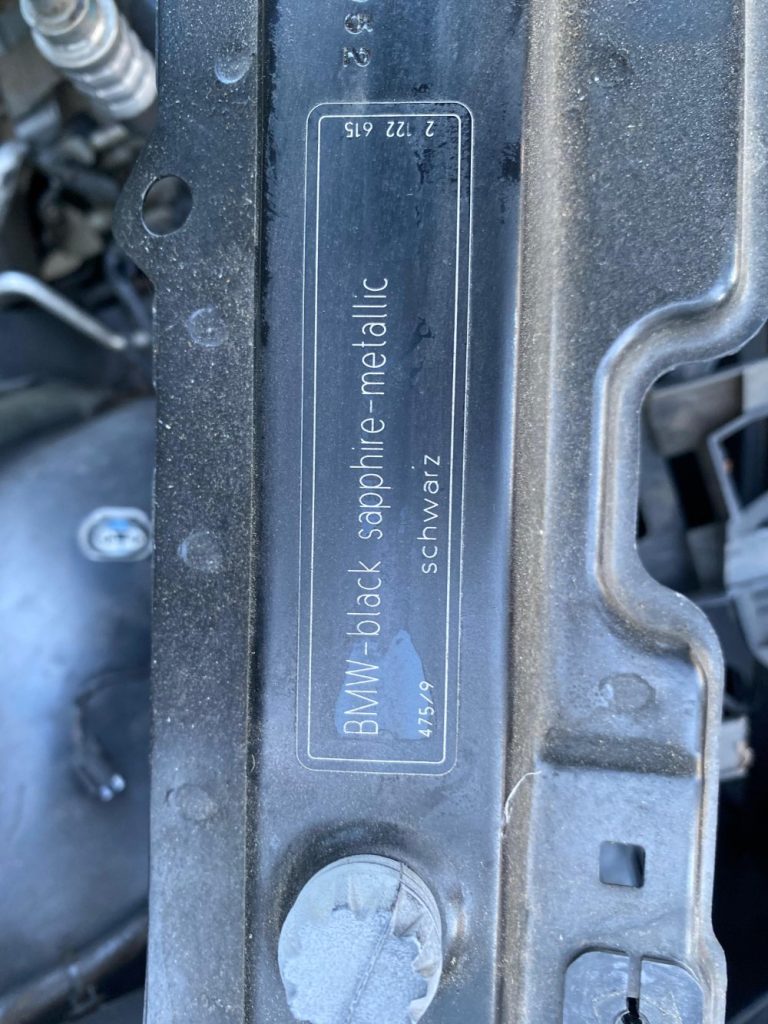 2 122 615
BMW-black sapphire-metallic
schwarz
475/9